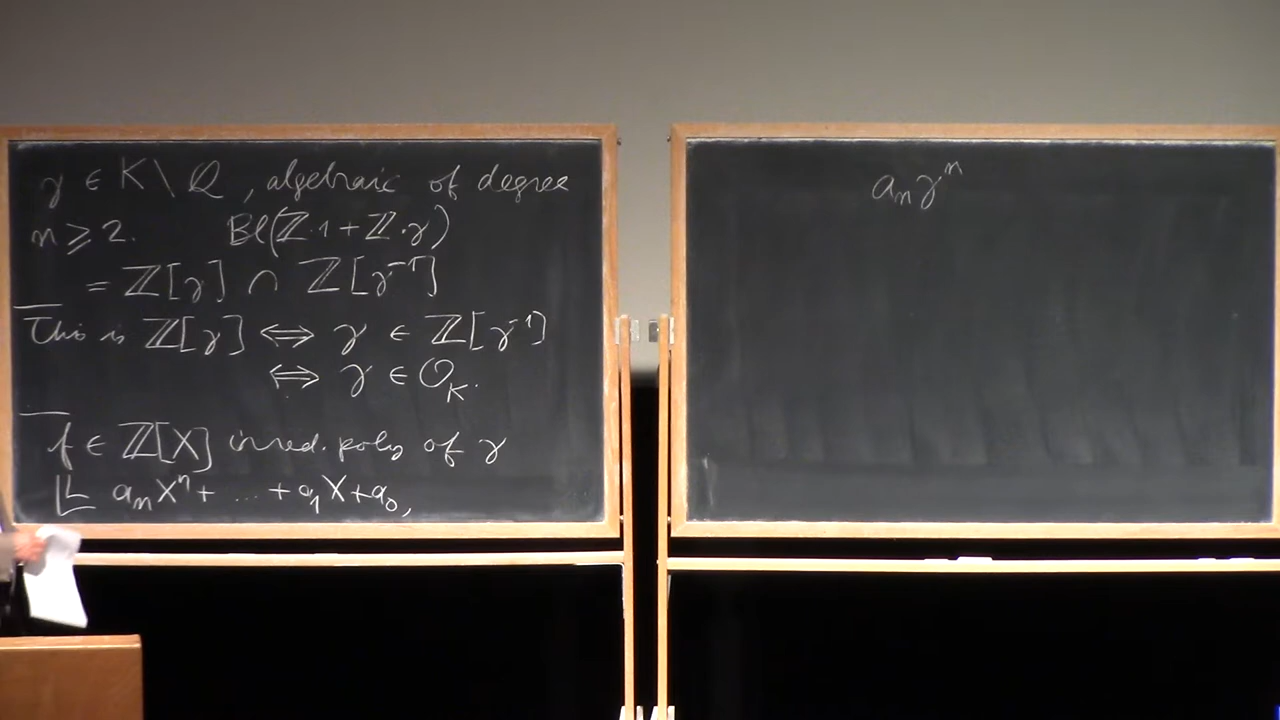 γ ∈ K \ ℚ, algebraic of degree
n ⩾ 2. Bl(ℤ·1 + ℤ·γ)
= ℤ[γ] ∩ ℤ[γ⁻¹]
This is ℤ[γ] ⟺ γ ∈ ℤ[γ⁻¹]
⟺ γ ∈ 𝒪_K.
f ∈ ℤ[X] irred. poly of γ
aₙXⁿ + ... + a₁X + a₀,
aₙγⁿ